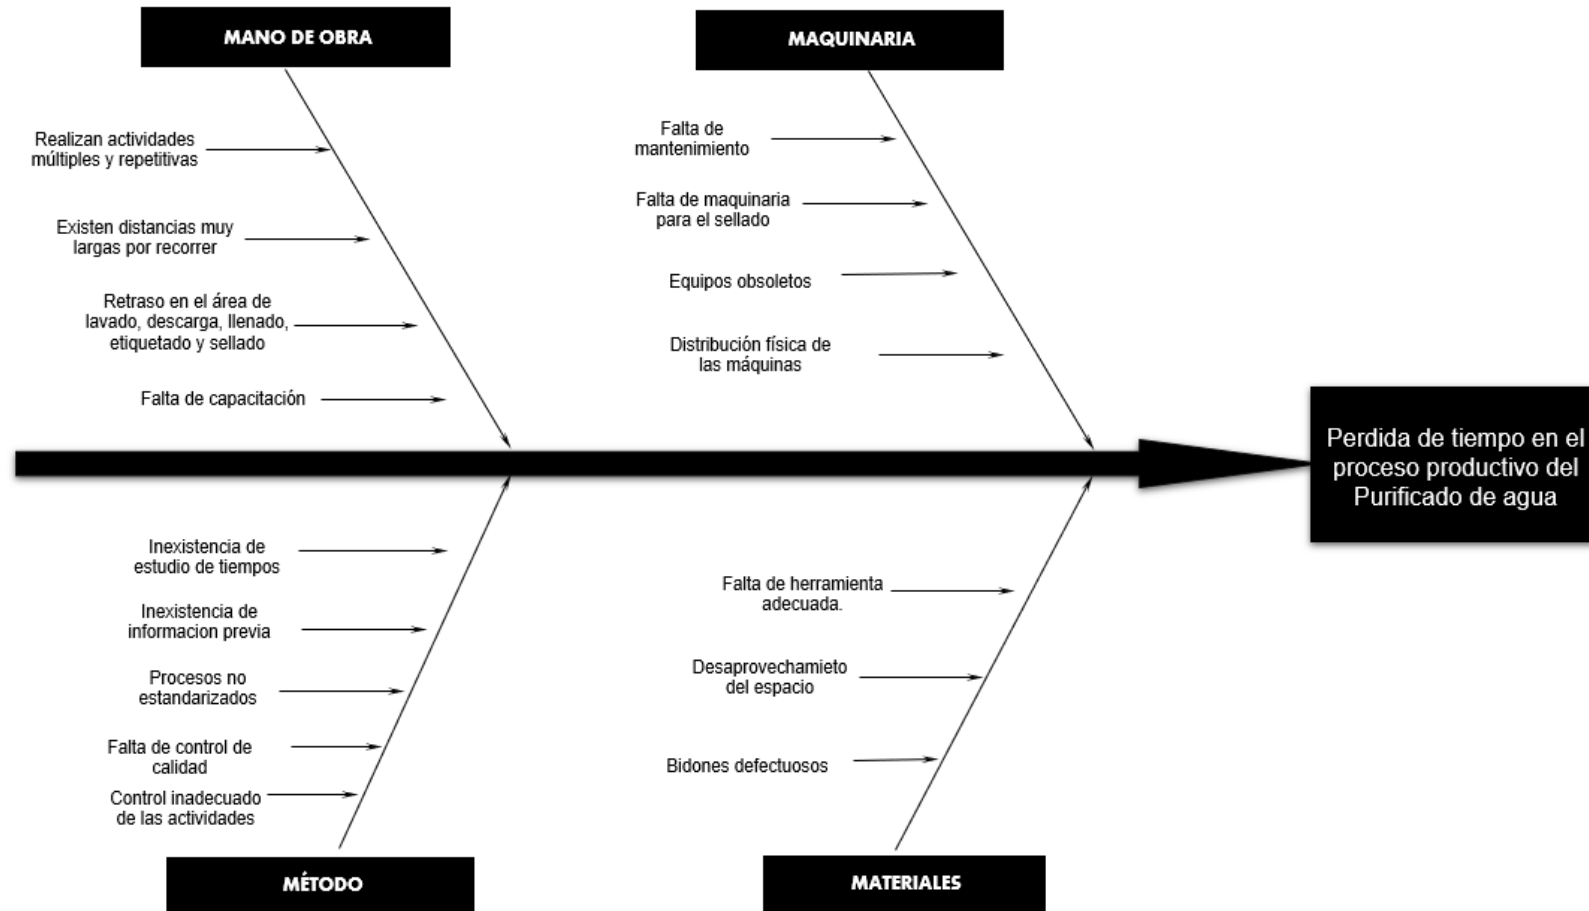 MANO DE OBRA
Realizan actividades
múltiples y repetitivas
Existen distancias muy
largas por recorrer
Retraso en el área de
lavado, descarga, llenado,
etiquetado y sellado
Falta de capacitación
MAQUINARIA
Falta de
mantenimiento
Falta de maquinaria
para el sellado
Equipos obsoletos
Distribución física de
las máquinas
Perdida de tiempo en el
proceso productivo del
Purificado de agua
Inexistencia de
estudio de tiempos
Inexistencia de
informacion previa
Procesos no
estandarizados
Falta de control de
calidad
Control inadecuado
de las actividades
MÉTODO
Falta de herramienta
adecuada.
Desaprovechamieto
del espacio
Bidones defectuosos
MATERIALES